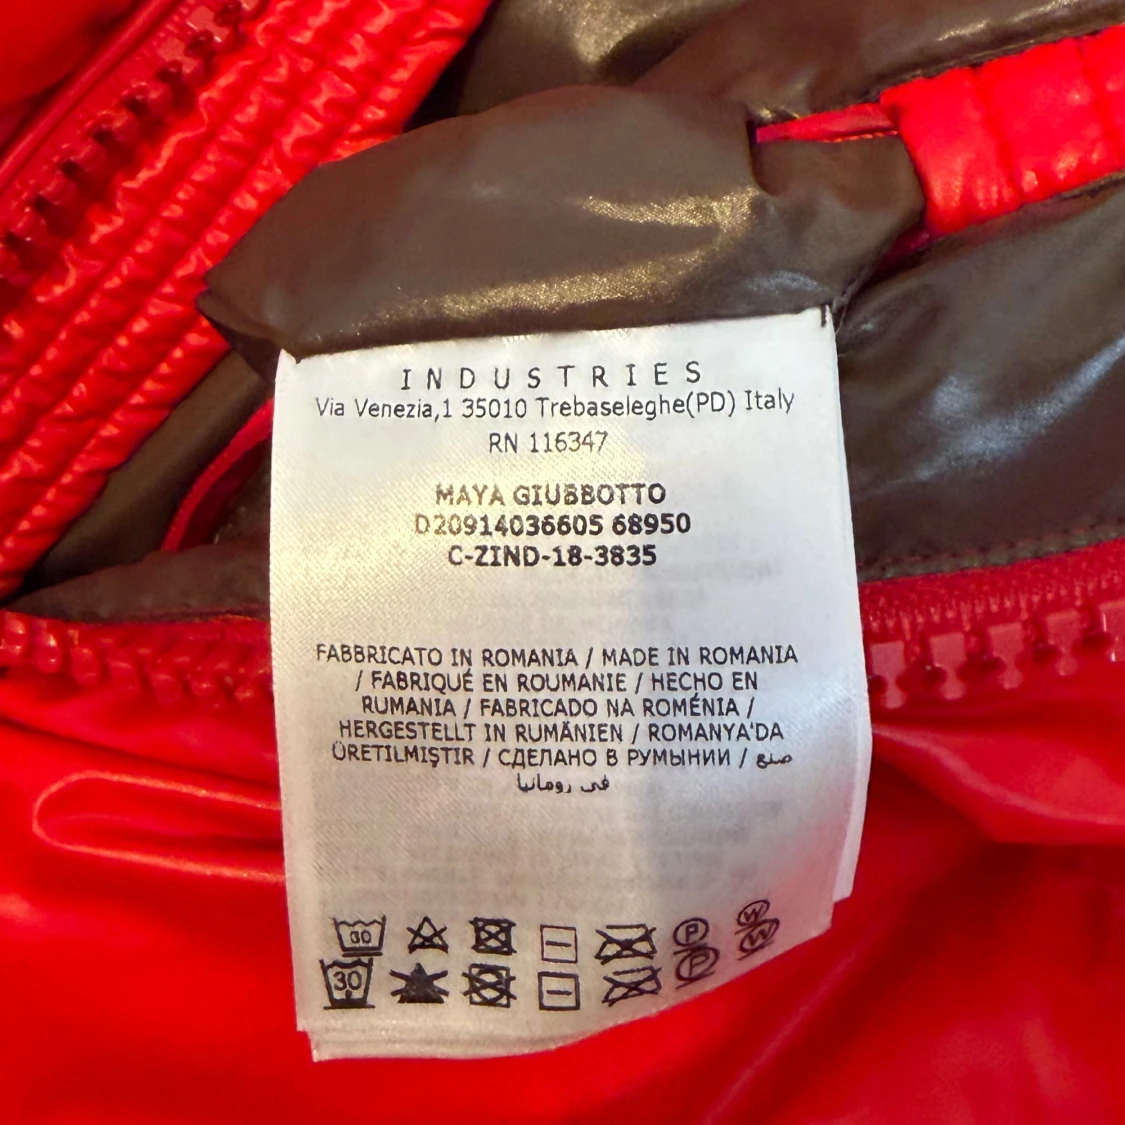 INDUSTRIES
Via Venezia,1 35010 Trebaseleghe(PD) Italy
RN 116347
MAYA GIUBBOTTO
D20914036605 68950
C-ZIND-18-3835
FABBRICATO IN ROMANIA / MADE IN ROMANIA
/ FABRIQUÉ EN ROUMANIE / HECHO EN
RUMANIA / FABRICADO NA ROMÉNIA /
HERGESTELLT IN RUMÄNIEN / ROMANYA'DA
ÜRETILMIŞTIR / СДЕЛАНО В РУМЫНИИ / صنع
في رومانيا
30 P W
30 P W